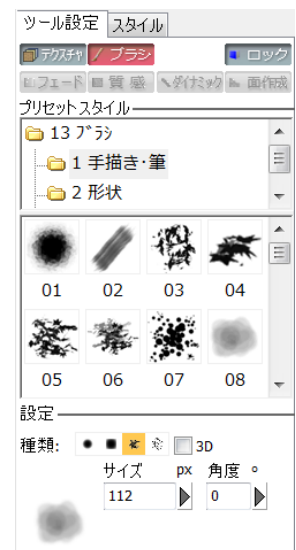 ツール設定 スタイル
テクスチャ ブラシ ロック
フェード 質感 ダイナミック 面作成
プリセットスタイル
13 ブラシ
1 手描き・筆
2 形状
01 02 03 04
05 06 07 08
設定
種類: 3D
サイズ px 角度 °
112 0